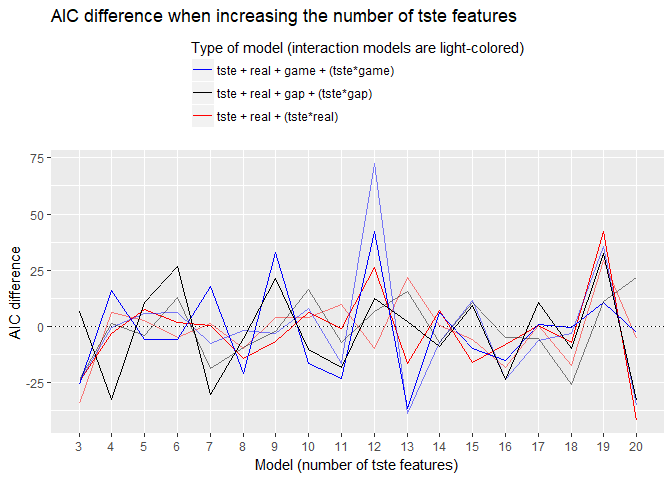 AIC difference when increasing the number of tste features
Type of model (interaction models are light-colored)
tste + real + game + (tste*game)
tste + real + gap + (tste*gap)
tste + real + (tste*real)
75
50
25
0
-25
AIC difference
3 4 5 6 7 8 9 10 11 12 13 14 15 16 17 18 19 20
Model (number of tste features)